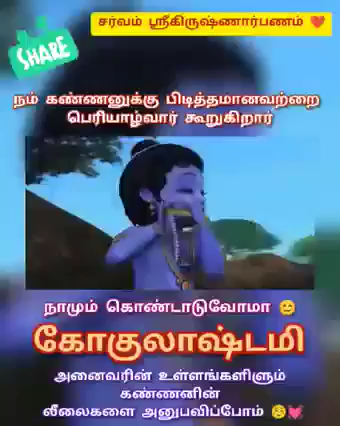 சர்வம் ஸ்ரீகிருஷ்ணார்பணம் ❤️
SHARE
நம் கண்ணனுக்கு பிடித்தமானவற்றை
பெரியாழ்வார் கூறுகிறார்
நாமும் கொண்டாடுவோமா 😊
கோகுலாஷ்டமி
அனைவரின் உள்ளங்களிலும்
கண்ணனின்
லீலைகளை அனுபவிப்போம் ☺️💓